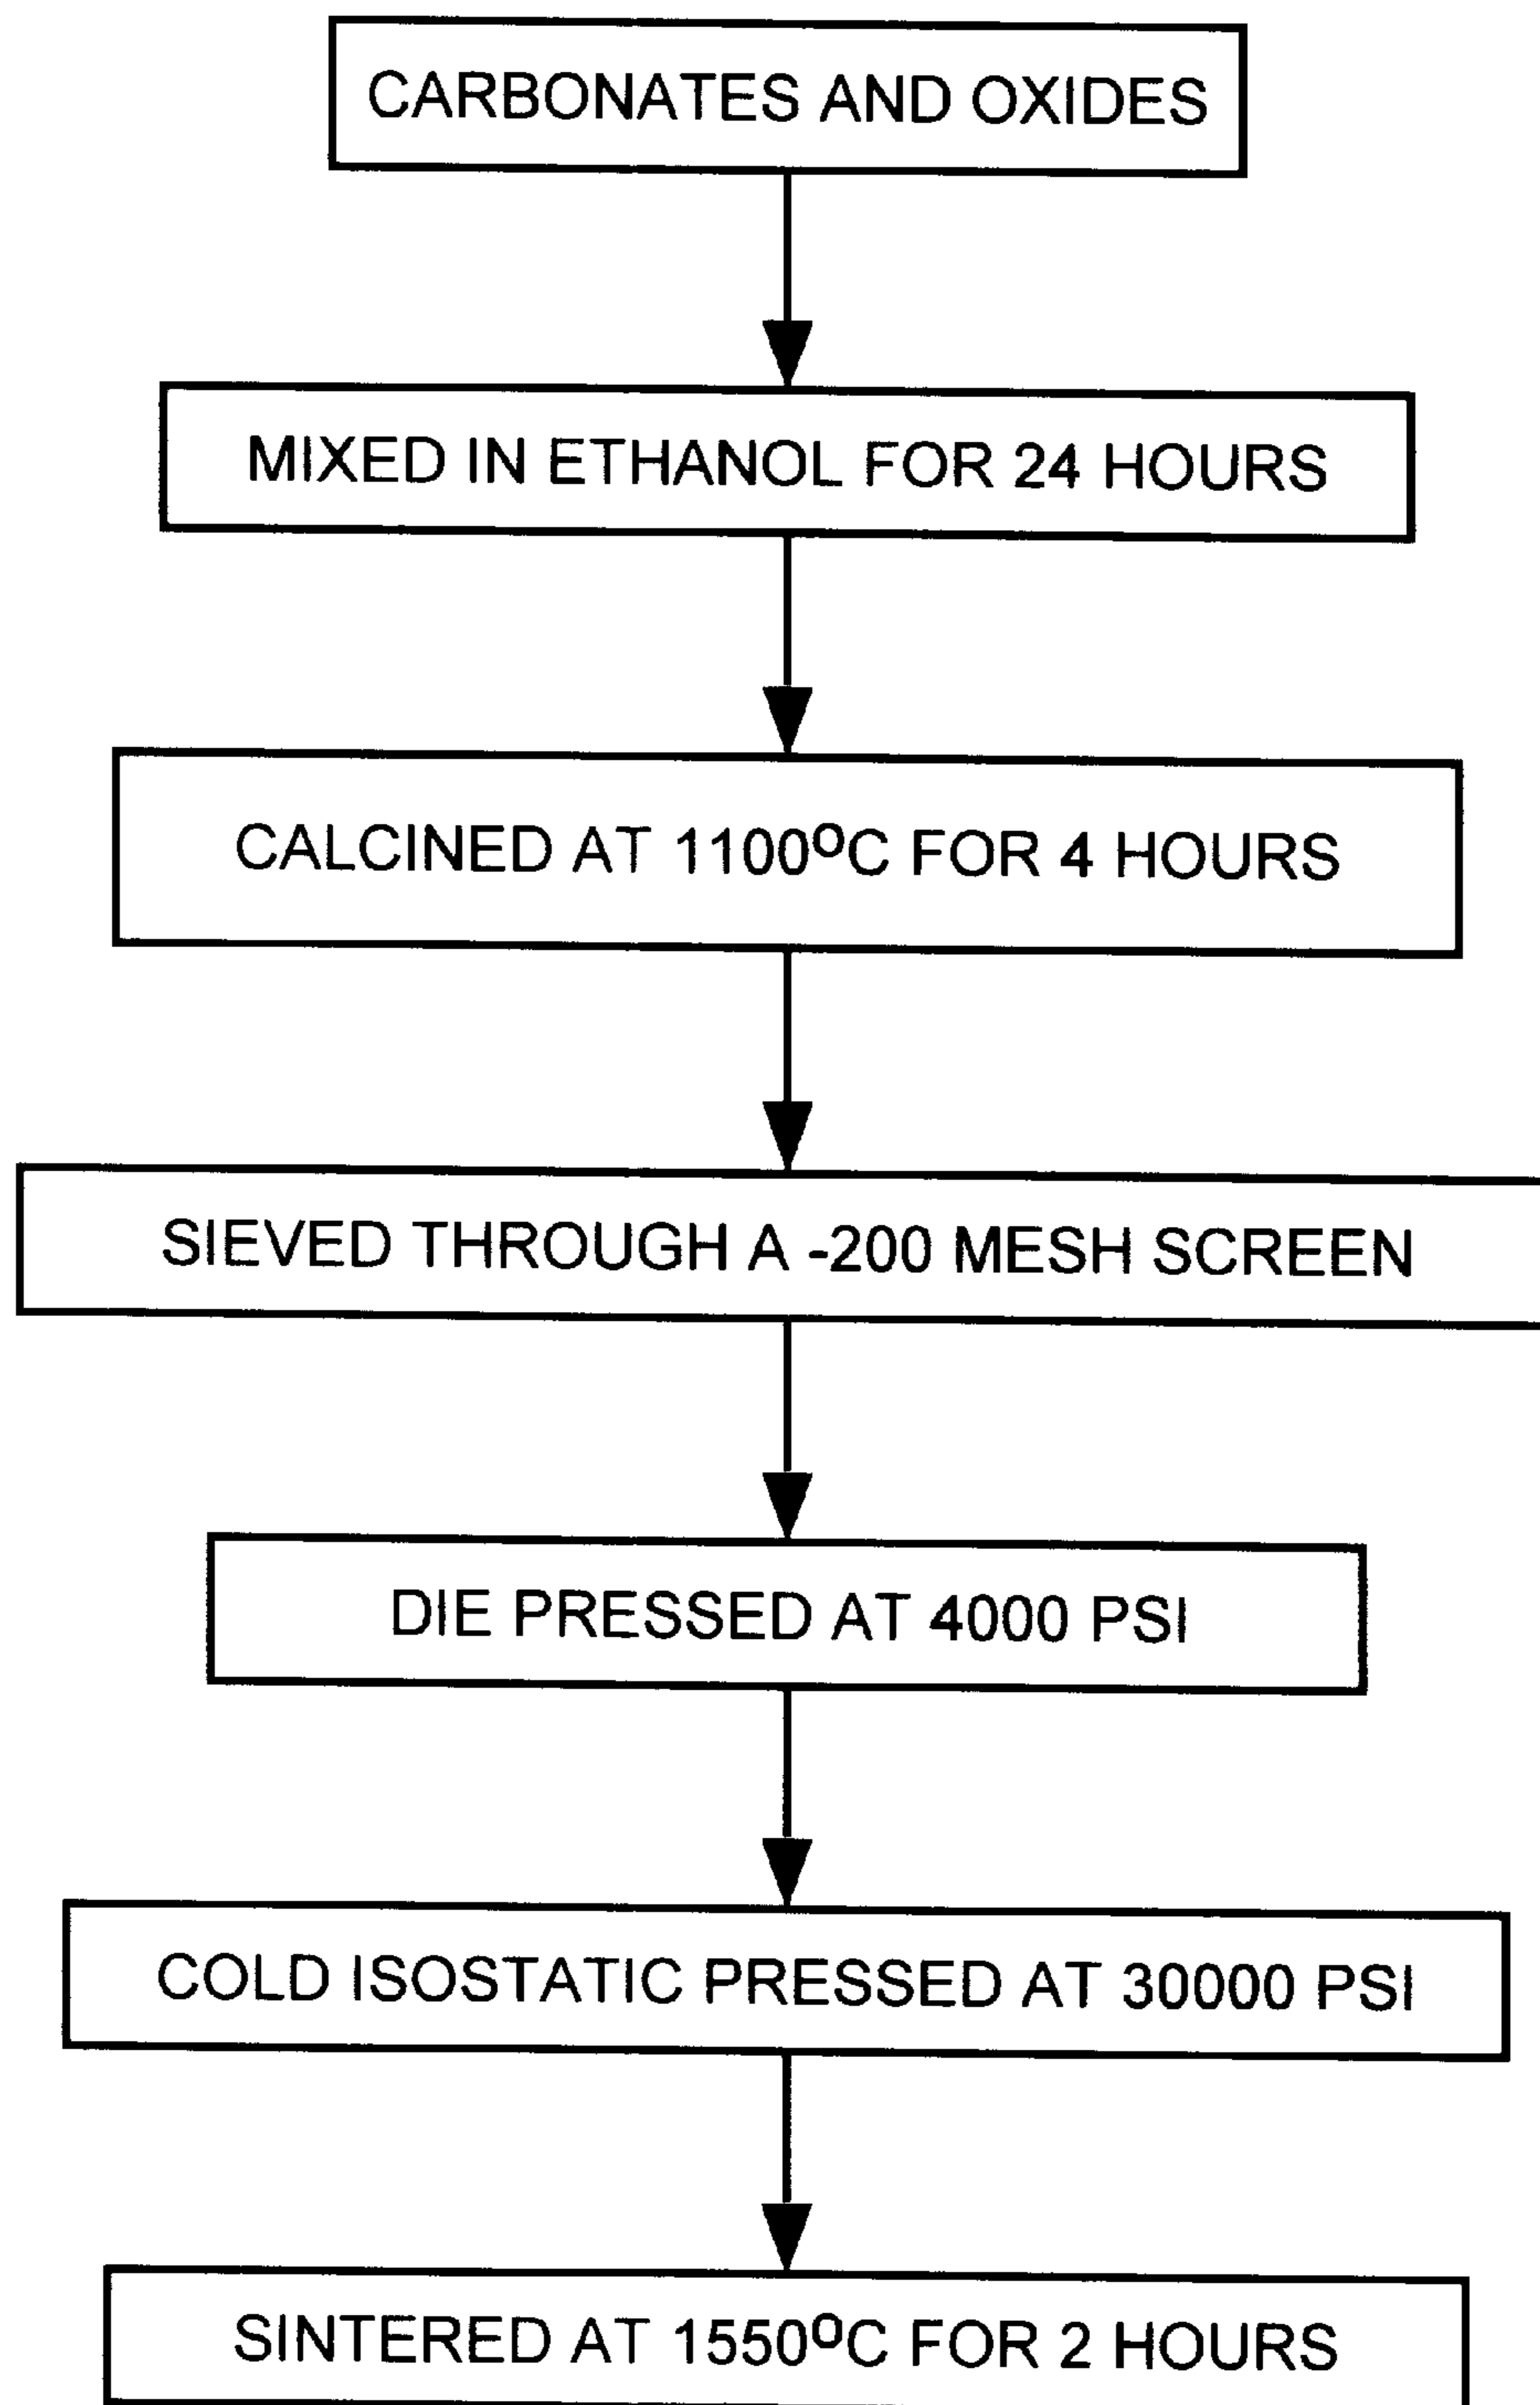 CARBONATES AND OXIDES
MIXED IN ETHANOL FOR 24 HOURS
CALCINED AT 1100ºC FOR 4 HOURS
SIEVED THROUGH A -200 MESH SCREEN
DIE PRESSED AT 4000 PSI
COLD ISOSTATIC PRESSED AT 30000 PSI
SINTERED AT 1550ºC FOR 2 HOURS